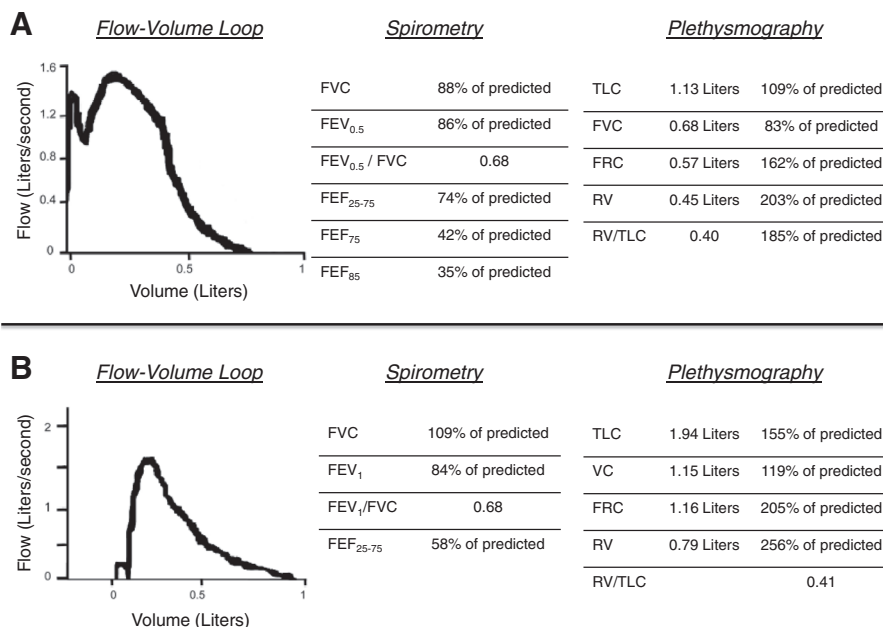 A
Flow-Volume Loop
Spirometry
Plethysmography
Flow (Liters/second)
1.6
1.2
0.8
0.4
0
0
0.5
1
Volume (Liters)
FVC 88% of predicted
FEV0.5 86% of predicted
FEV0.5 / FVC 0.68
FEF25-75 74% of predicted
FEF75 42% of predicted
FEF85 35% of predicted
TLC 1.13 Liters 109% of predicted
FVC 0.68 Liters 83% of predicted
FRC 0.57 Liters 162% of predicted
RV 0.45 Liters 203% of predicted
RV/TLC 0.40 185% of predicted
B
Flow-Volume Loop
Spirometry
Plethysmography
Flow (Liters/second)
2
1
0
0
0.5
1
Volume (Liters)
FVC 109% of predicted
FEV1 84% of predicted
FEV1/FVC 0.68
FEF25-75 58% of predicted
TLC 1.94 Liters 155% of predicted
VC 1.15 Liters 119% of predicted
FRC 1.16 Liters 205% of predicted
RV 0.79 Liters 256% of predicted
RV/TLC 0.41